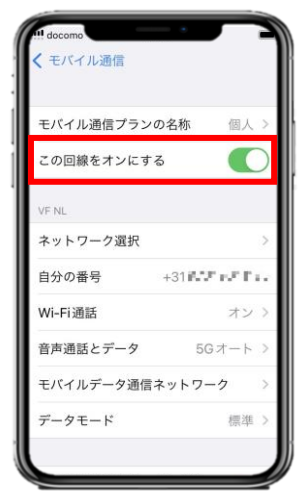 docomo
モバイル通信
モバイル通信プランの名称 個人
この回線をオンにする
VF NL
ネットワーク選択
自分の番号 +31
Wi-Fi通話 オン
音声通話とデータ 5Gオート
モバイルデータ通信ネットワーク
データモード 標準